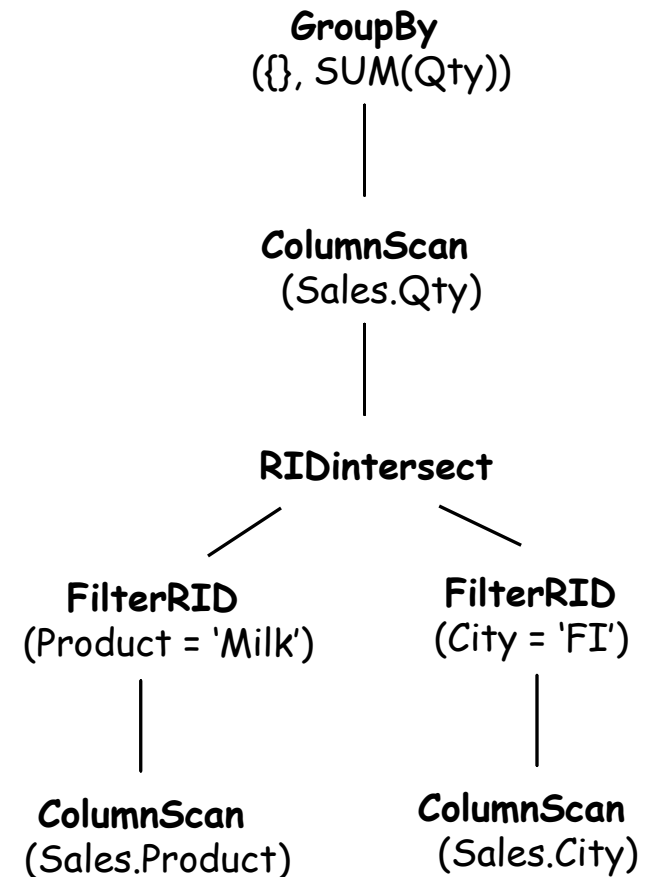 GroupBy
({}, SUM(Qty))
ColumnScan
(Sales.Qty)
RIDintersect
FilterRID
(Product = ‘Milk’)
FilterRID
(City = ‘FI’)
ColumnScan
(Sales.Product)
ColumnScan
(Sales.City)